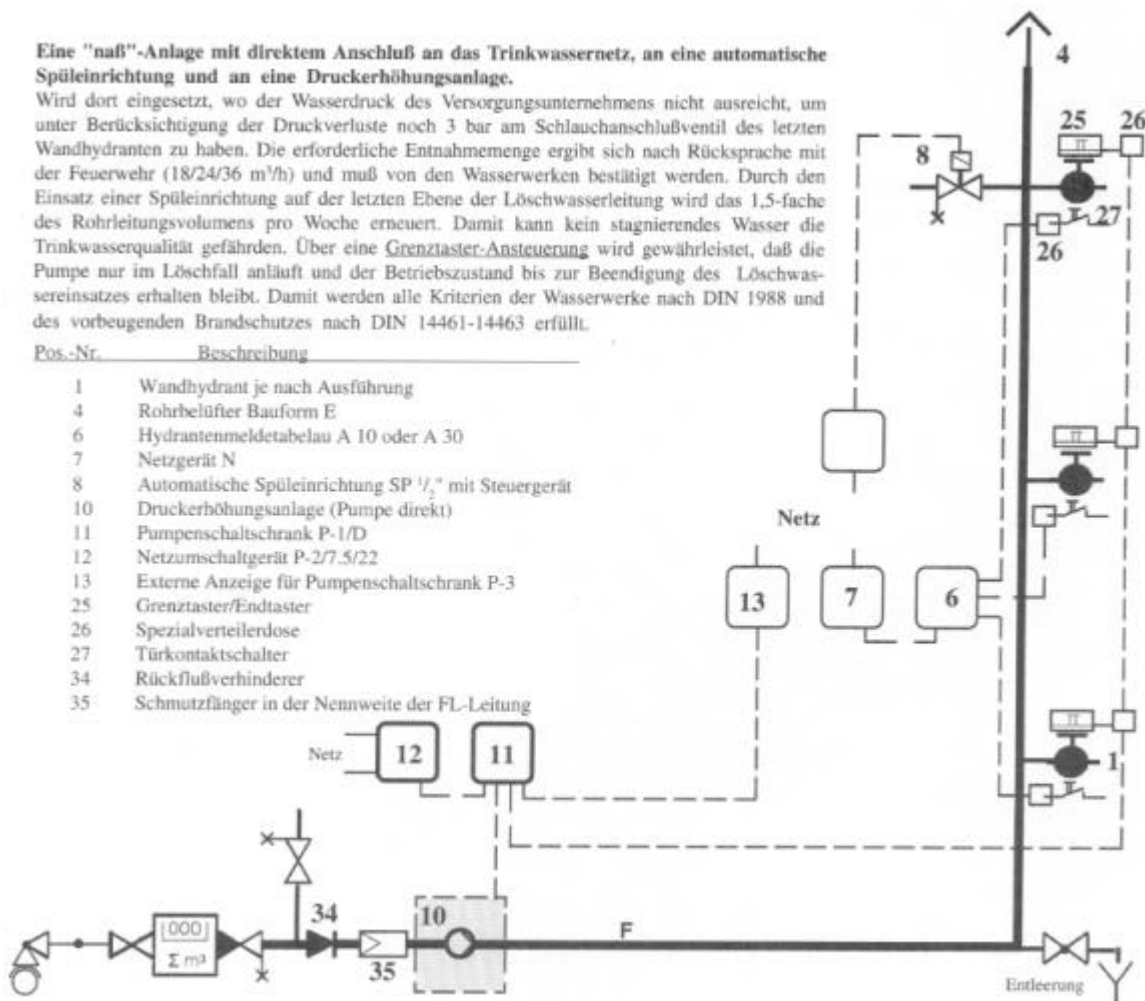 Eine "naß"-Anlage mit direktem Anschluß an das Trinkwassernetz, an eine automatische
Spüleinrichtung und an eine Druckerhöhungsanlage.
Wird dort eingesetzt, wo der Wasserdruck des Versorgungsunternehmens nicht ausreicht, um
unter Berücksichtigung der Druckverluste noch 3 bar am Schlauchanschlußventil des letzten
Wandhydranten zu haben. Die erforderliche Entnahmemenge ergibt sich nach Rücksprache mit
der Feuerwehr (18/24/36 m³/h) und muß von den Wasserwerken bestätigt werden. Durch den
Einsatz einer Spüleinrichtung auf der letzten Ebene der Löschwasserleitung wird das 1,5-fache
des Rohrleitungsvolumens pro Woche erneuert. Damit kann kein stagnierendes Wasser die
Trinkwasserqualität gefährden. Über eine Grenztaster-Ansteuerung wird gewährleistet, daß die
Pumpe nur im Löschfall anläuft und der Betriebszustand bis zur Beendigung des Löschwas-
sereinsatzes erhalten bleibt. Damit werden alle Kriterien der Wasserwerke nach DIN 1988 und
des vorbeugenden Brandschutzes nach DIN 14461-14463 erfüllt.
Pos.-Nr. Beschreibung
1 Wandhydrant je nach Ausführung
4 Rohrbelüfter Bauform E
6 Hydrantenmeldetabelau A 10 oder A 30
7 Netzgerät N
8 Automatische Spüleinrichtung SP 1/2" mit Steuergerät
10 Druckerhöhungsanlage (Pumpe direkt)
11 Pumpenschaltschrank P-1/D
12 Netzumschaltgerät P-2/7.5/22
13 Externe Anzeige für Pumpenschaltschrank P-3
25 Grenztaster/Endtaster
26 Spezialverteilerdose
27 Türkontaktschalter
34 Rückflußverhinderer
35 Schmutzfänger in der Nennweite der FL-Leitung
4
25 26
8
27
26
Netz
13 7 6
Netz 12 11
1
000
Σ m³
34
35
10
F
Entleerung